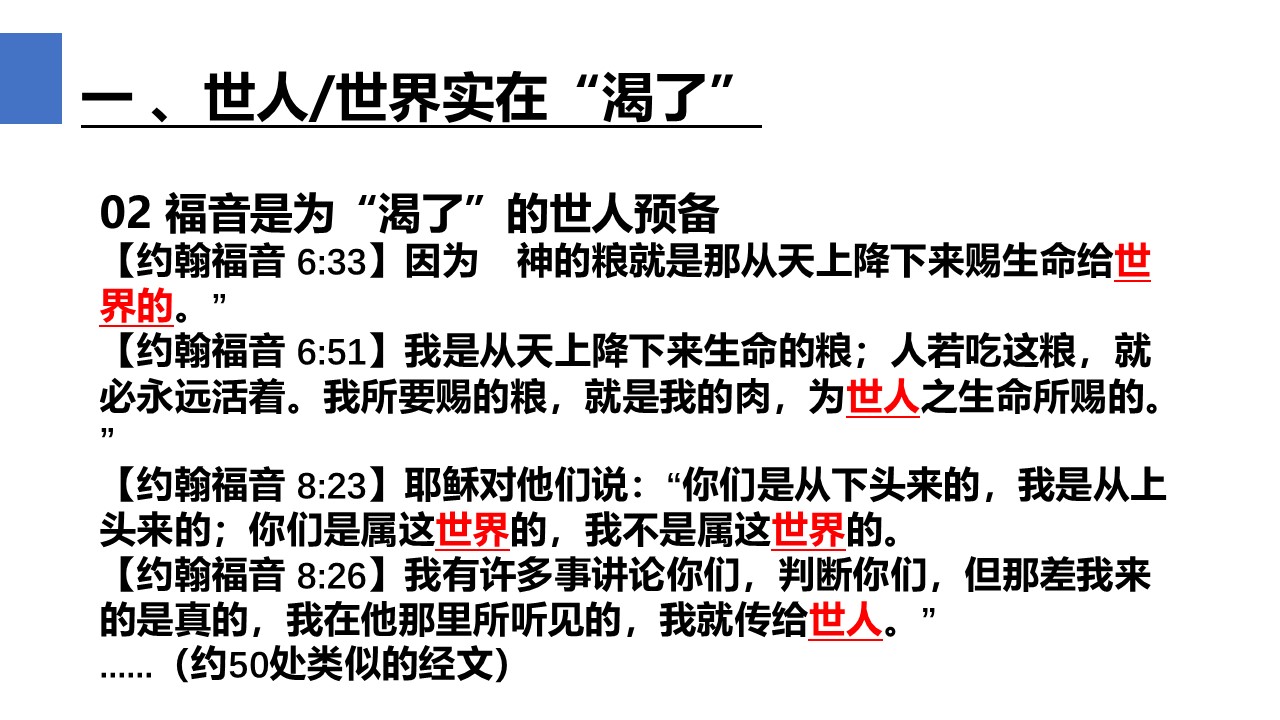 一 、世人/世界实在“渴了”
02 福音是为“渴了”的世人预备
【约翰福音 6:33】因为　神的粮就是那从天上降下来赐生命给世
界的。”
【约翰福音 6:51】我是从天上降下来生命的粮；人若吃这粮，就
必永远活着。我所要赐的粮，就是我的肉，为世人之生命所赐的。
”
【约翰福音 8:23】耶稣对他们说：“你们是从下头来的，我是从上
头来的；你们是属这世界的，我不是属这世界的。
【约翰福音 8:26】我有许多事讲论你们，判断你们，但那差我来
的是真的，我在他那里所听见的，我就传给世人。”
......（约50处类似的经文）